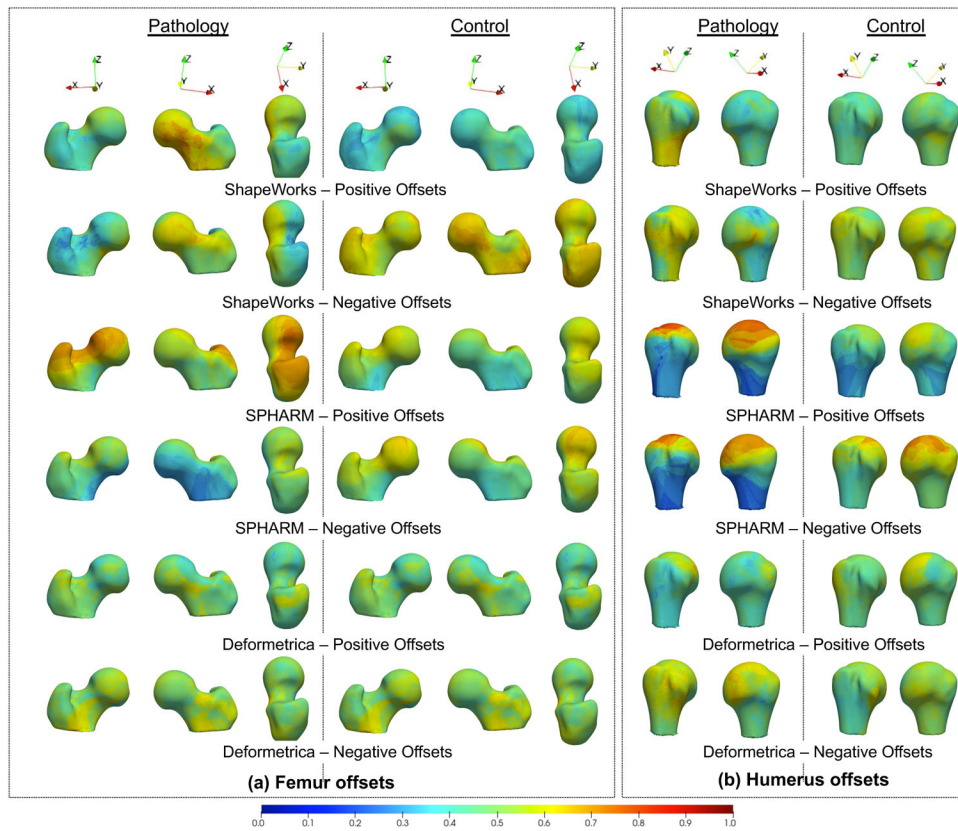 Pathology Control Pathology Control
Z X Y Z Y X Z Y X Z X Y Z Y X Z Y X Y Z X Z Y X Y Z X Z Y X
ShapeWorks – Positive Offsets ShapeWorks – Positive Offsets
ShapeWorks – Negative Offsets ShapeWorks – Negative Offsets
SPHARM – Positive Offsets SPHARM – Positive Offsets
SPHARM – Negative Offsets SPHARM – Negative Offsets
Deformetrica – Positive Offsets Deformetrica – Positive Offsets
Deformetrica – Negative Offsets Deformetrica – Negative Offsets
(a) Femur offsets (b) Humerus offsets
0.0 0.1 0.2 0.3 0.4 0.5 0.6 0.7 0.8 0.9 1.0